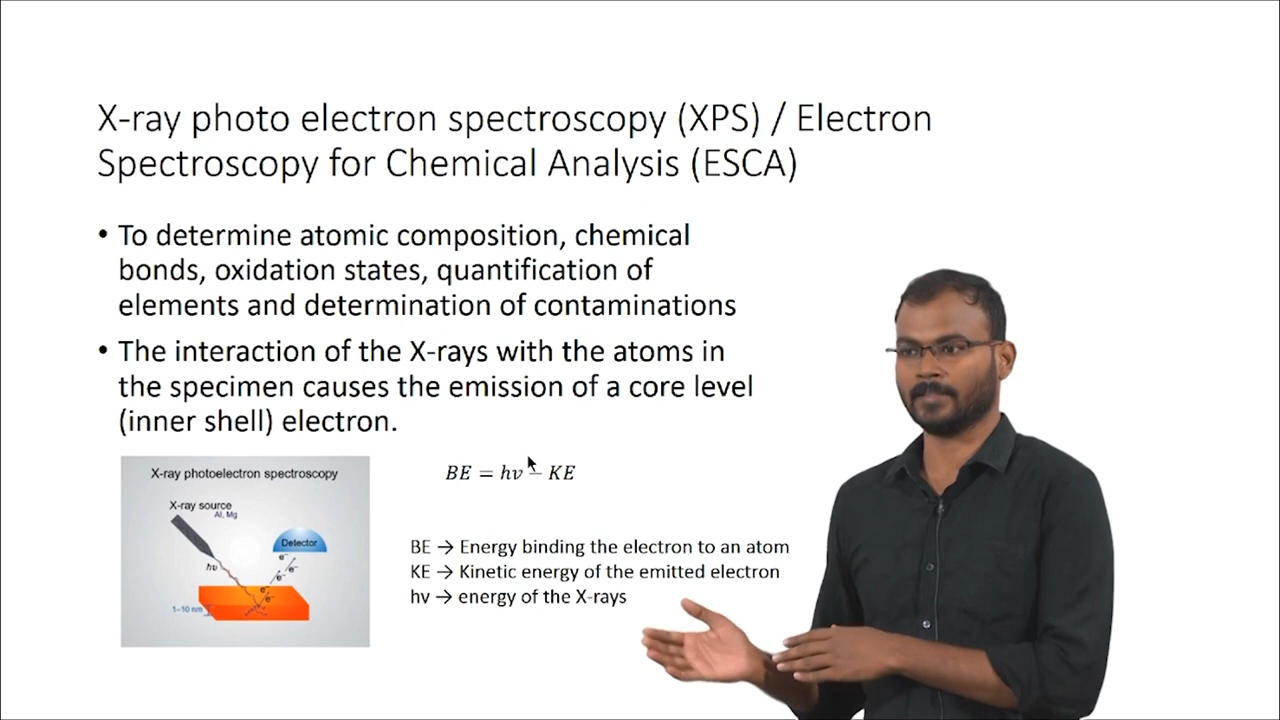 X-ray photo electron spectroscopy (XPS) / Electron
Spectroscopy for Chemical Analysis (ESCA)
• To determine atomic composition, chemical
bonds, oxidation states, quantification of
elements and determination of contaminations
• The interaction of the X-rays with the atoms in
the specimen causes the emission of a core level
(inner shell) electron.
X-ray photoelectron spectroscopy
X-ray source
Al, Mg
Detector
hυ
e⁻
e⁻
e⁻
e⁻
e⁻
1–10 nm
BE = hυ − KE
BE → Energy binding the electron to an atom
KE → Kinetic energy of the emitted electron
hν → energy of the X-rays